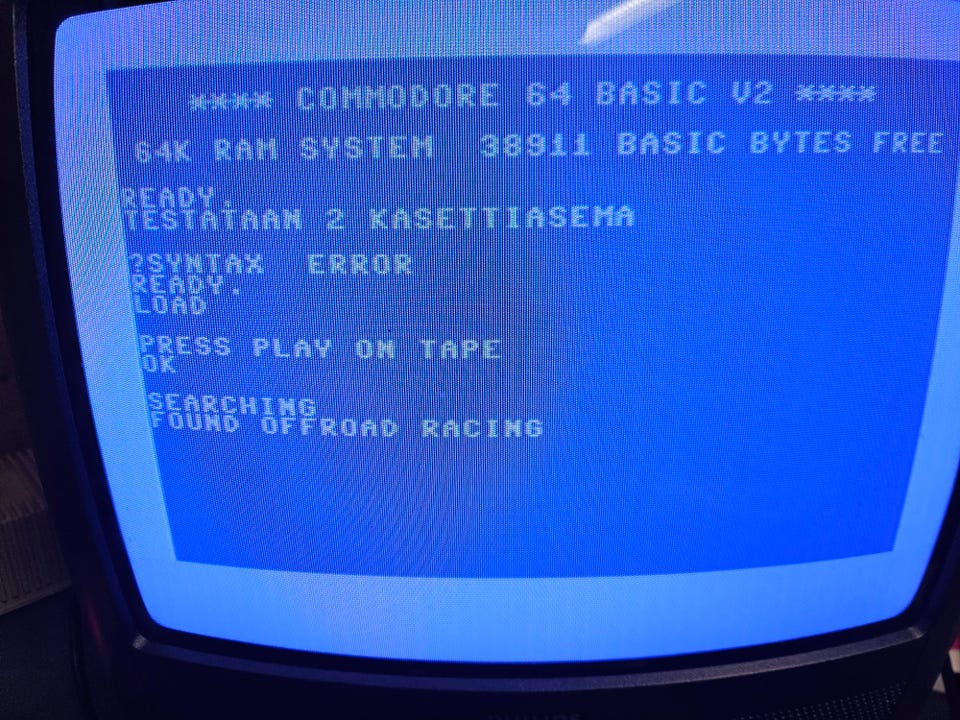 **** COMMODORE 64 BASIC V2 ****
64K RAM SYSTEM 38911 BASIC BYTES FREE
READY.
TESTATAAN 2 KASETTIASEMA
?SYNTAX ERROR
READY.
LOAD
PRESS PLAY ON TAPE
OK
SEARCHING
FOUND OFFROAD RACING